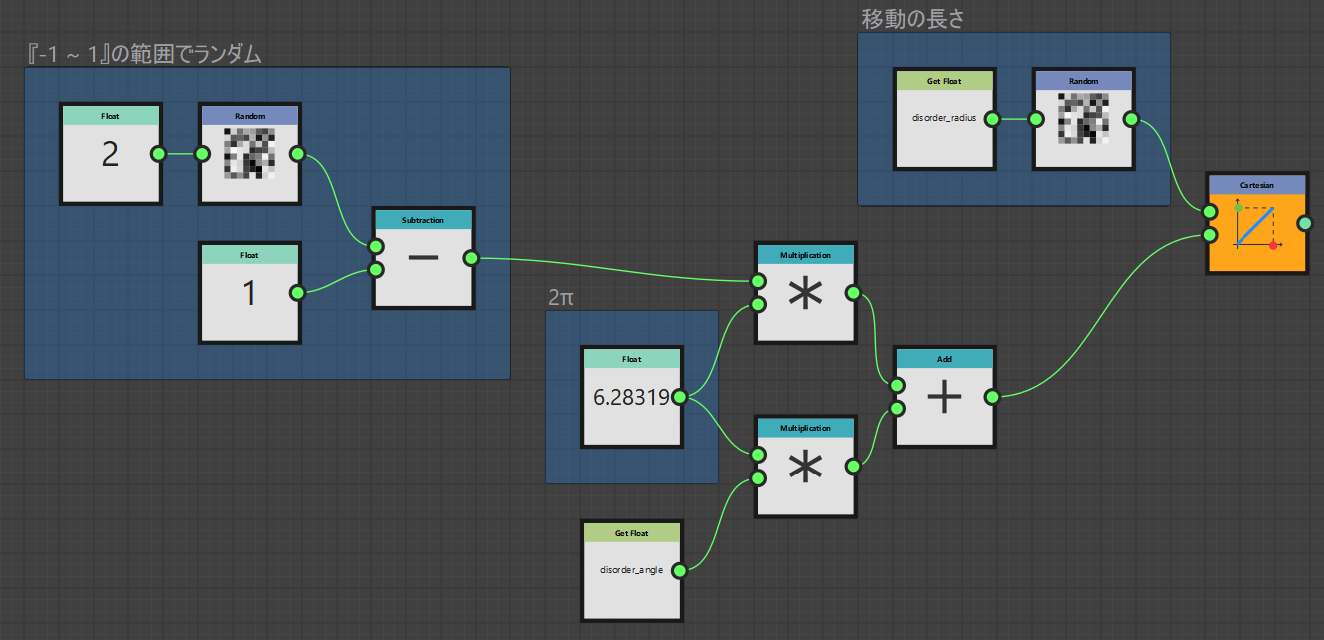 移動の長さ
『-1 ~ 1』の範囲でランダム
Get Float
disorder_radius
Random
Float
2
Random
Cartesian
Subtraction
−
Float
1
Multiplication
*
2π
Float
6.28319
Add
+
Multiplication
*
Get Float
disorder_angle